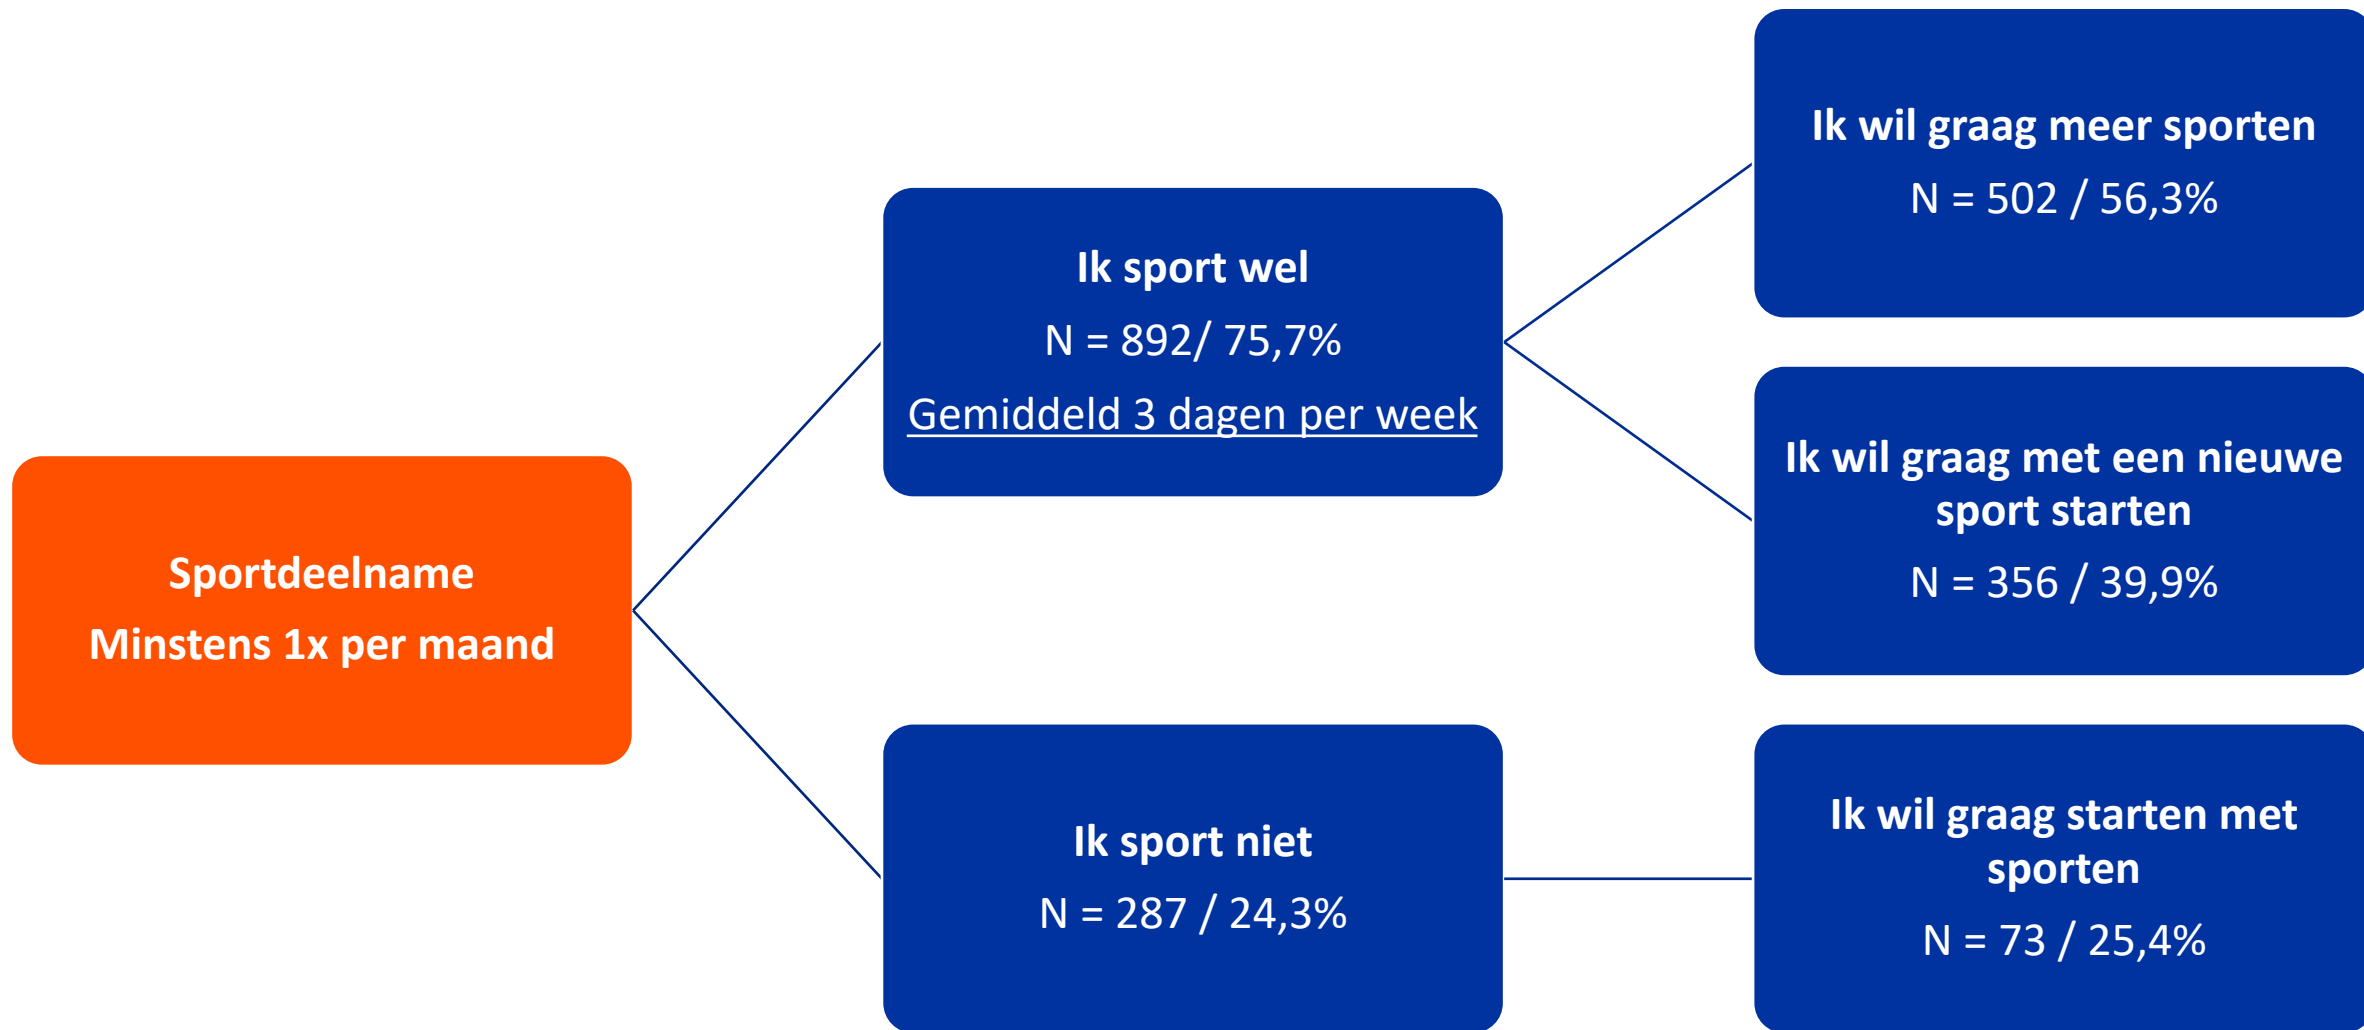 Sportdeelname
Minstens 1x per maand
Ik sport wel
N = 892/ 75,7%
Gemiddeld 3 dagen per week
Ik wil graag meer sporten
N = 502 / 56,3%
Ik wil graag met een nieuwe
sport starten
N = 356 / 39,9%
Ik sport niet
N = 287 / 24,3%
Ik wil graag starten met
sporten
N = 73 / 25,4%